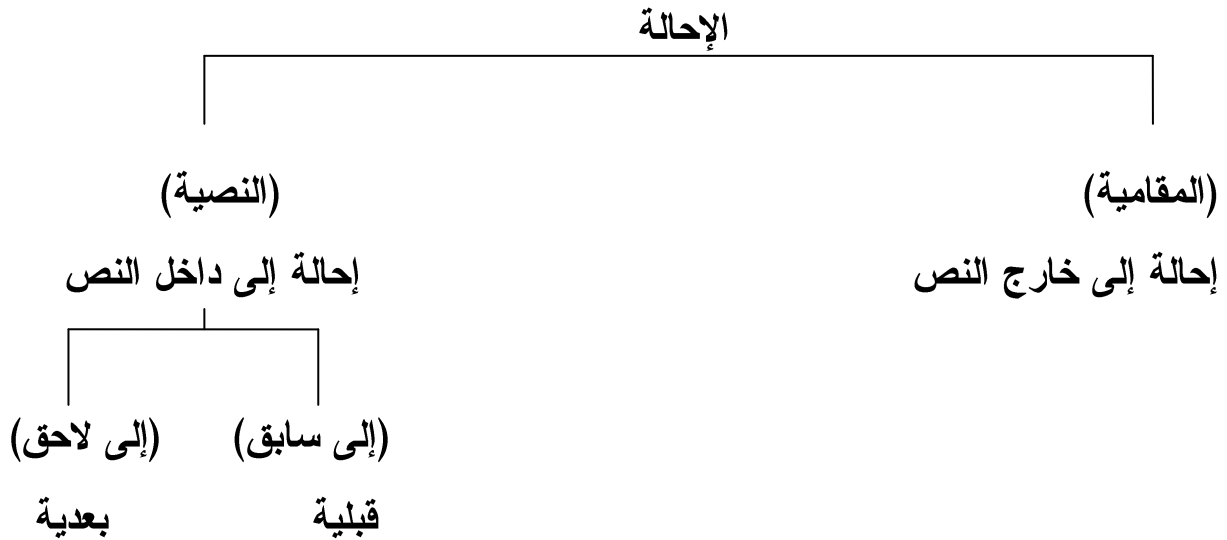 الإحالة
(المقامية) (النصية)
إحالة إلى خارج النص إحالة إلى داخل النص
(إلى سابق) (إلى لاحق)
قبلية بعدية